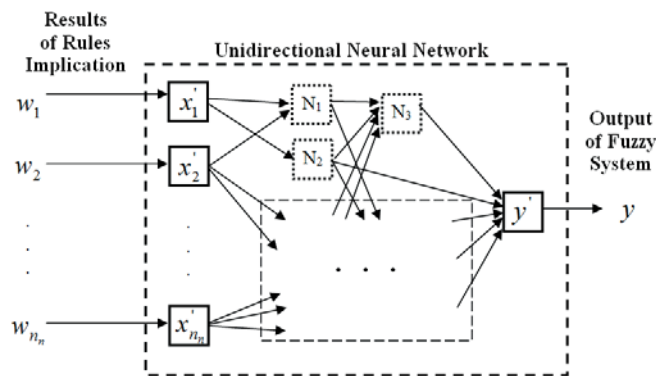 Results
of Rules
Implication
Unidirectional Neural Network
w₁
x'₁
N₁
N₃
N₂
w₂
x'₂
Output
of Fuzzy
System
y'
y
.
.
.
.
.
.
. . .
wₙₙ
x'ₙₙ